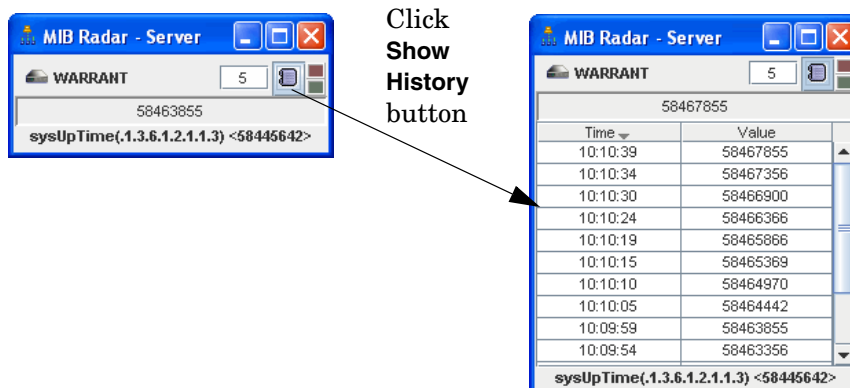 MIB Radar - Server
WARRANT 5
58463855
sysUpTime(.1.3.6.1.2.1.1.3) <58445642>
Click
Show
History
button
MIB Radar - Server
WARRANT 5
58467855
Time Value
10:10:39 58467855
10:10:34 58467356
10:10:30 58466900
10:10:24 58466366
10:10:19 58465866
10:10:15 58465369
10:10:10 58464970
10:10:05 58464442
10:09:59 58463855
10:09:54 58463356
sysUpTime(.1.3.6.1.2.1.1.3) <58445642>